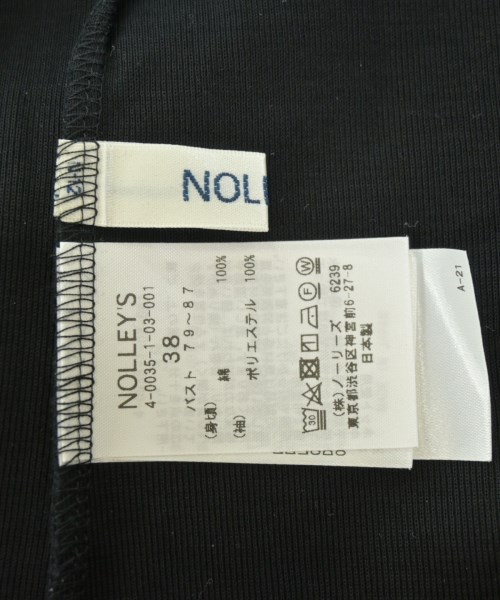 NOLL
NOLLEY'S
4-0035-1-03-001
38
バスト 79～87
(身頃) 綿 100%
(袖) ポリエステル 100%
30 F W
(株)ノーリーズ 6239
東京都渋谷区神宮前6-27-8
日本製
A-21